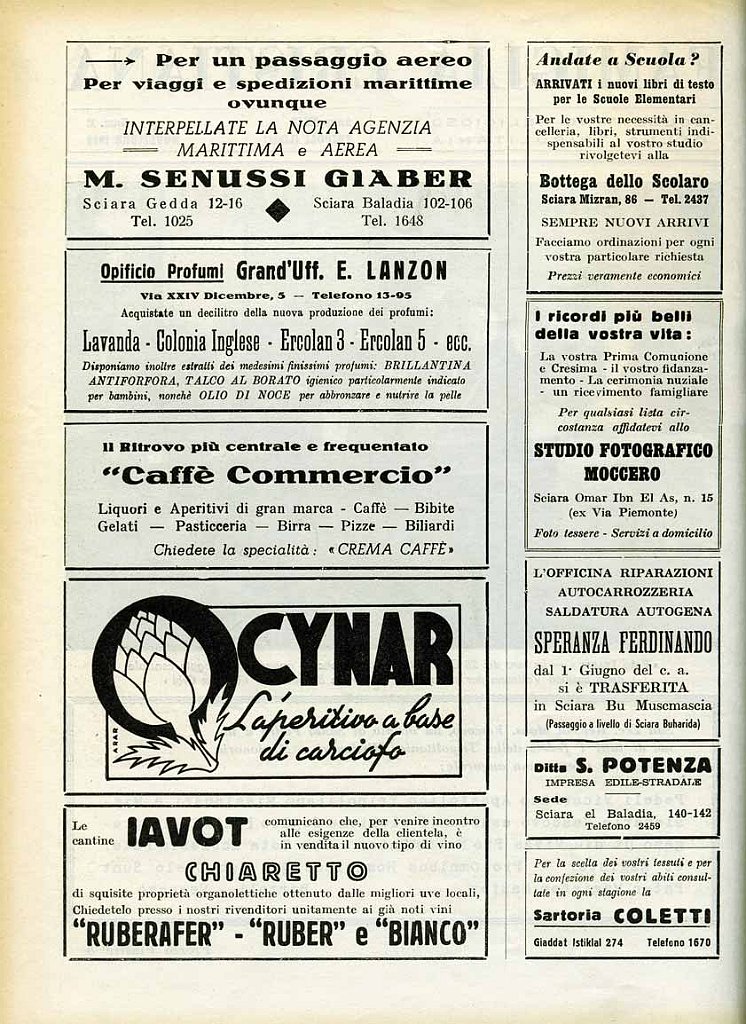 Per un passaggio aereo
Per viaggi e spedizioni marittime
ovunque
INTERPELLATE LA NOTA AGENZIA
MARITTIMA e AEREA
M. SENUSSI GIABER
Sciara Gedda 12-16
Tel. 1025
Sciara Baladia 102-106
Tel. 1648
Opificio Profumi Grand'Uff. E. LANZON
Via XXIV Dicembre, 5 — Telefono 13-95
Acquistate un decilitro della nuova produzione dei profumi:
Lavanda - Colonia Inglese - Ercolan 3 - Ercolan 5 - ecc.
Disponiamo inoltre estratti dei medesimi finissimi profumi: BRILLANTINA
ANTIFORFORA, TALCO AL BORATO igienico particolarmente indicato
per bambini, nonchè OLIO DI NOCE per abbronzare e nutrire la pelle
Il Ritrovo più centrale e frequentato
"Caffè Commercio"
Liquori e Aperitivi di gran marca - Caffè — Bibite
Gelati — Pasticceria — Birra — Pizze — Biliardi
Chiedete la specialità: «CREMA CAFFÈ»
CYNAR
L'aperitivo a base
di carciofo
ARAR
Le
cantine
IAVOT
comunicano che, per venire incontro
alle esigenze della clientela, è
in vendita il nuovo tipo di vino
CHIARETTO
di squisite proprietà organolettiche ottenuto dalle migliori uve locali,
Chiedetelo presso i nostri rivenditori unitamente ai già noti vini
"RUBERAFER" - "RUBER" e "BIANCO"
Andate a Scuola?
ARRIVATI i nuovi libri di testo
per le Scuole Elementari
Per le vostre necessità in can-
celleria, libri, strumenti indi-
spensabili al vostro studio
rivolgetevi alla
Bottega dello Scolaro
Sciara Mizran, 86 — Tel. 2437
SEMPRE NUOVI ARRIVI
Facciamo ordinazioni per ogni
vostra particolare richiesta
Prezzi veramente economici
I ricordi più belli
della vostra vita:
La vostra Prima Comunione
e Cresima - il vostro fidanza-
mento - La cerimonia nuziale
- un ricevimento famigliare
Per qualsiasi lieta cir-
costanza affidatevi allo
STUDIO FOTOGRAFICO
MOCCERO
Sciara Omar Ibn El As, n. 15
(ex Via Piemonte)
Foto tessere - Servizi a domicilio
L'OFFICINA RIPARAZIONI
AUTOCARROZZERIA
SALDATURA AUTOGENA
SPERANZA FERDINANDO
dal 1º Giugno del c. a.
si è TRASFERITA
in Sciara Bu Musemascia
(Passaggio a livello di Sciara Buharida)
Ditta S. POTENZA
IMPRESA EDILE-STRADALE
Sede
Sciara el Baladia, 140-142
Telefono 2459
Per la scelta dei vostri tessuti e per
la confezione dei vostri abiti consul-
tate in ogni stagione la
Sartoria COLETTI
Giaddat Istiklal 274 Telefono 1670